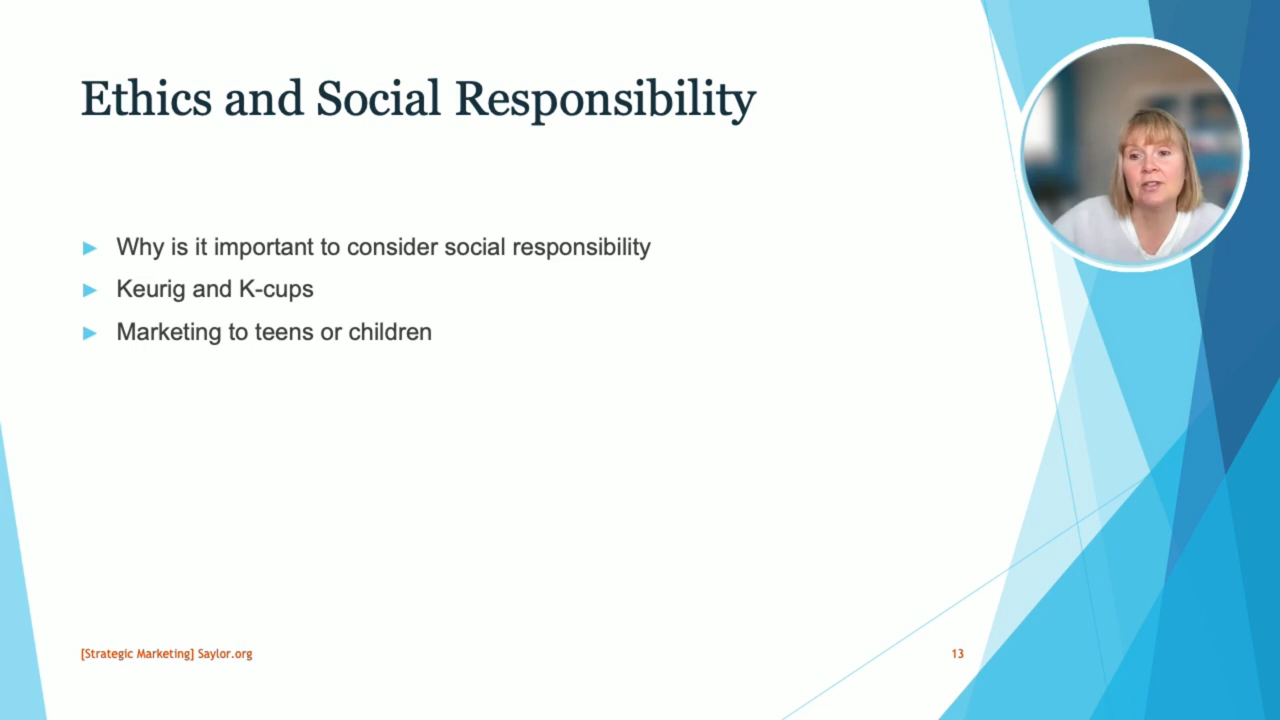 Ethics and Social Responsibility
Why is it important to consider social responsibility
Keurig and K-cups
Marketing to teens or children
[Strategic Marketing] Saylor.org
13